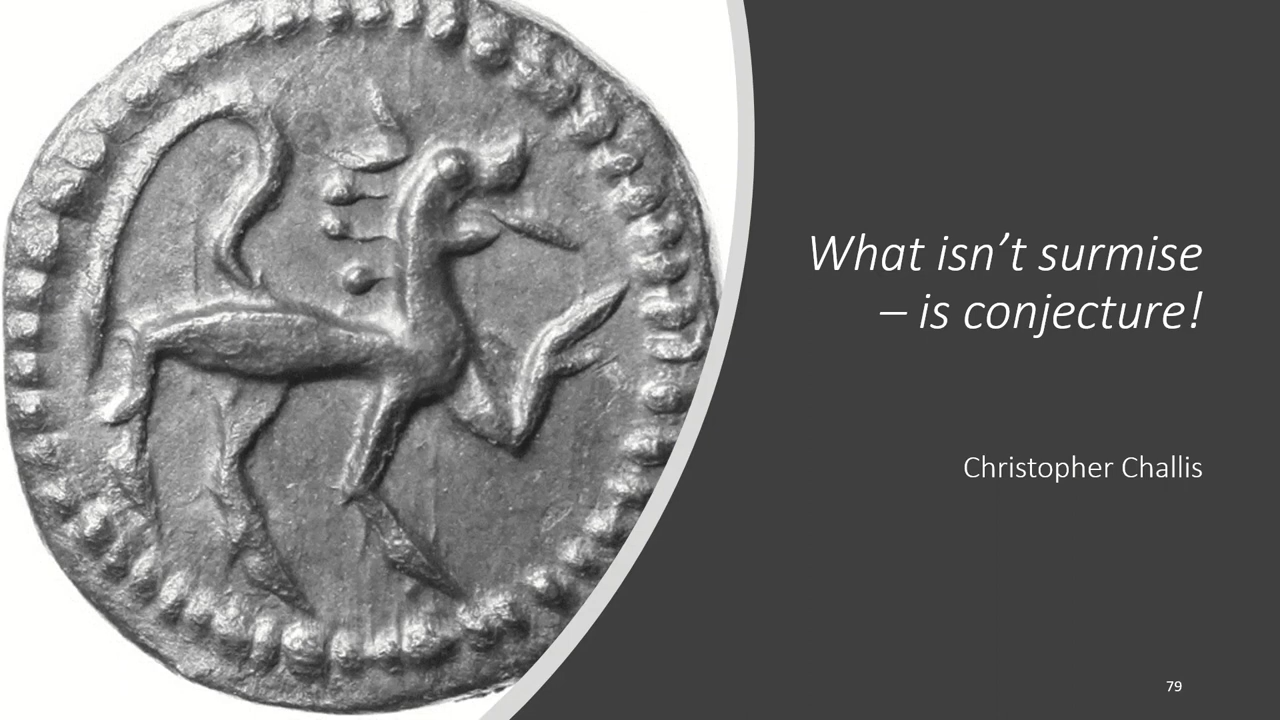 What isn’t surmise
– is conjecture!
Christopher Challis
79